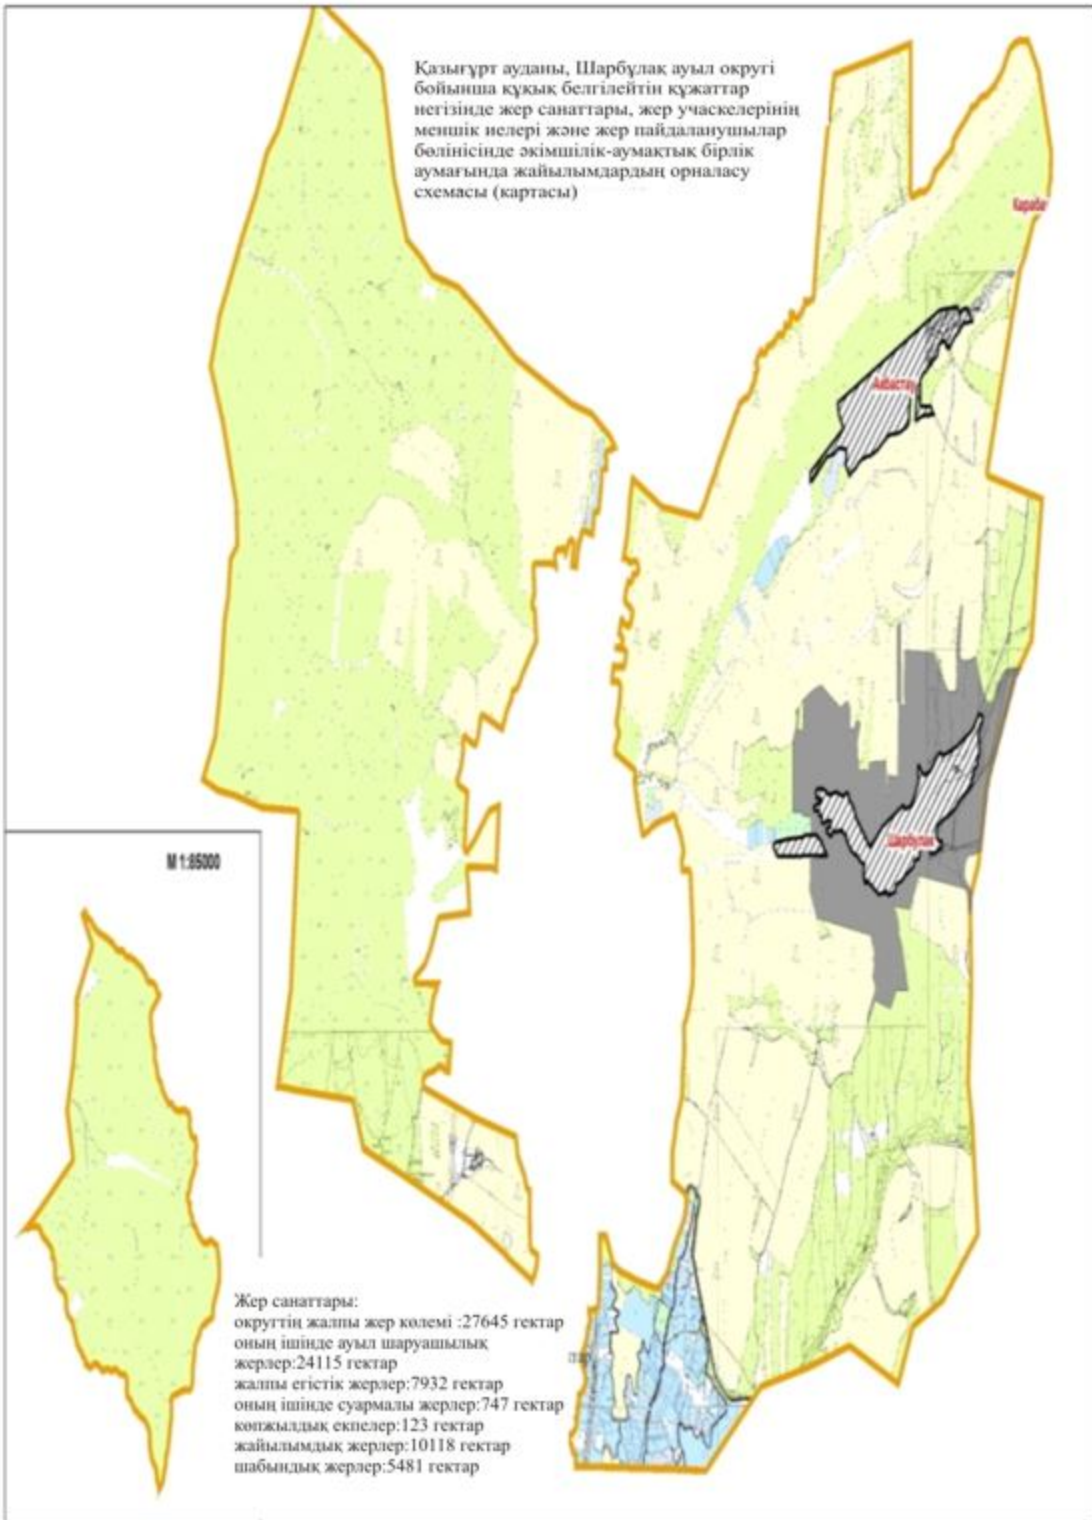 Қазығұрт ауданы, Шарбұлақ ауыл округі
бойынша құқық белгілейтін құжаттар
негізінде жер санаттары, жер учаскелерінің
меншік иелері және жер пайдаланушылар
бөлінісінде әкімшілік-аумақтық бірлік
аумағында жайылымдардың орналасу
схемасы (картасы)
Караба
Акбастау
Шарбулак
М 1:85000
Жер санаттары:
округтің жалпы жер көлемі :27645 гектар
оның ішінде ауыл шаруашылық
жерлер:24115 гектар
жалпы егістік жерлер:7932 гектар
оның ішінде суармалы жерлер:747 гектар
көпжылдық екпелер:123 гектар
жайылымдық жерлер:10118 гектар
шабындық жерлер:5481 гектар